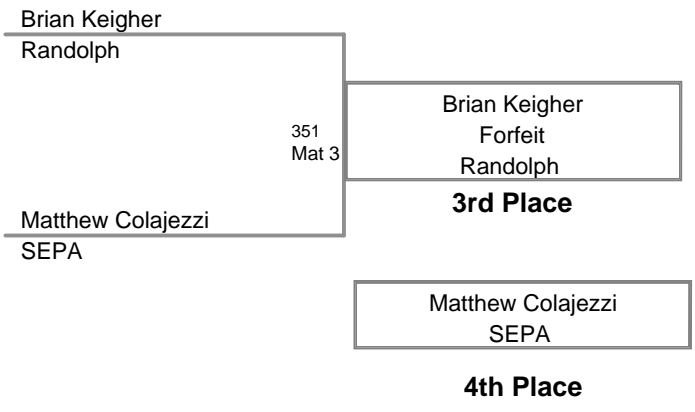 Brian Keigher
Randolph
351
Mat 3
Brian Keigher
Forfeit
Randolph
3rd Place
Matthew Colajezzi
SEPA
Matthew Colajezzi
SEPA
4th Place